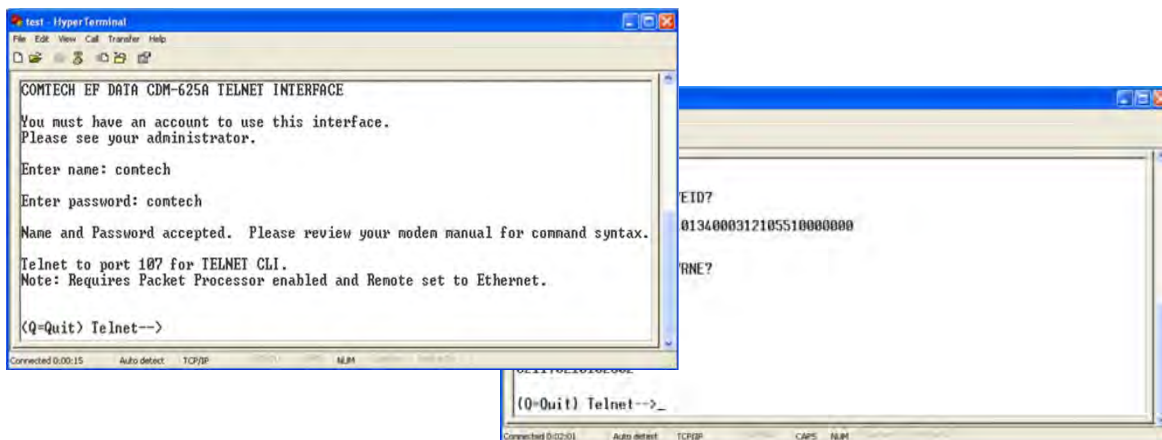 test - HyperTerminal
File Edit View Call Transfer Help
COMTECH EF DATA CDM-625A TELNET INTERFACE
You must have an account to use this interface.
Please see your administrator.
Enter name: comtech
Enter password: comtech
Name and Password accepted. Please review your modem manual for command syntax.
Telnet to port 107 for TELNET CLI.
Note: Requires Packet Processor enabled and Remote set to Ethernet.
(Q=Quit) Telnet-->
Connected 0:00:15 Auto detect TCP/IP NUM
EID?
0134000312105510000000
RNE?
(Q=Quit) Telnet-->_
Connected 0:02:01 Auto detect TCP/IP CAPS NUM